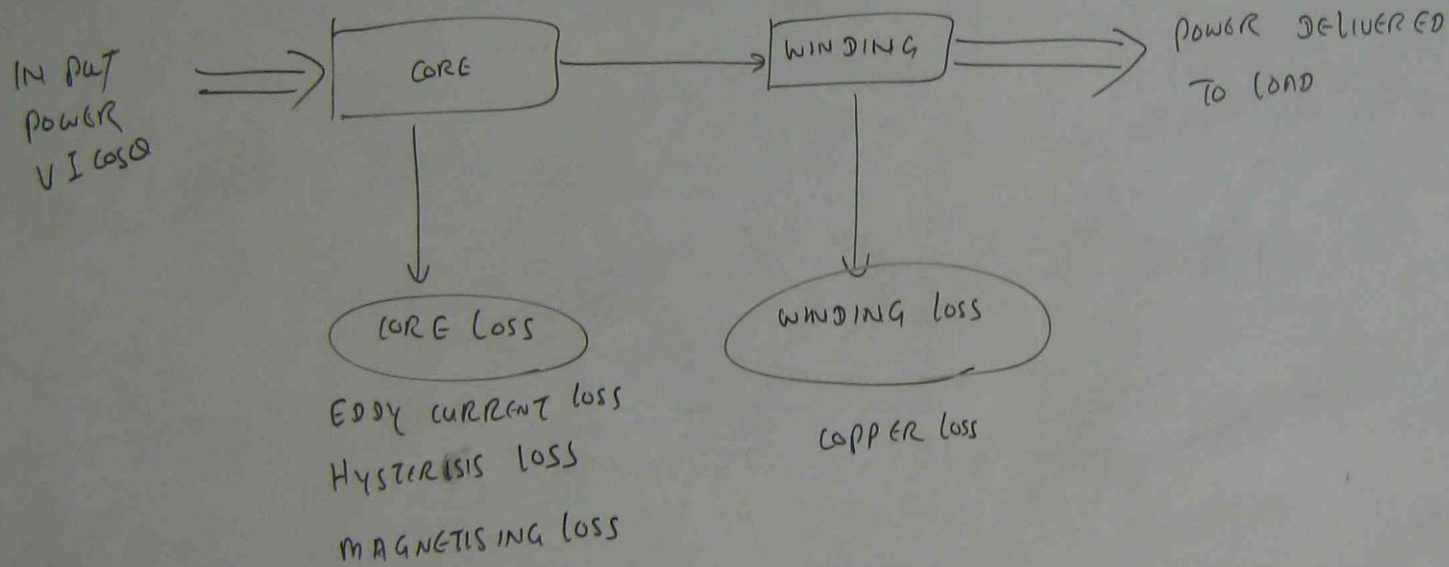 IN PUT
POWER
V I COSθ
CORE
WINDING
POWER DELIVERED
TO LOAD
CORE LOSS
WINDING LOSS
EDDY CURRENT LOSS
HYSTERISIS LOSS
MAGNETISING LOSS
COPPER LOSS